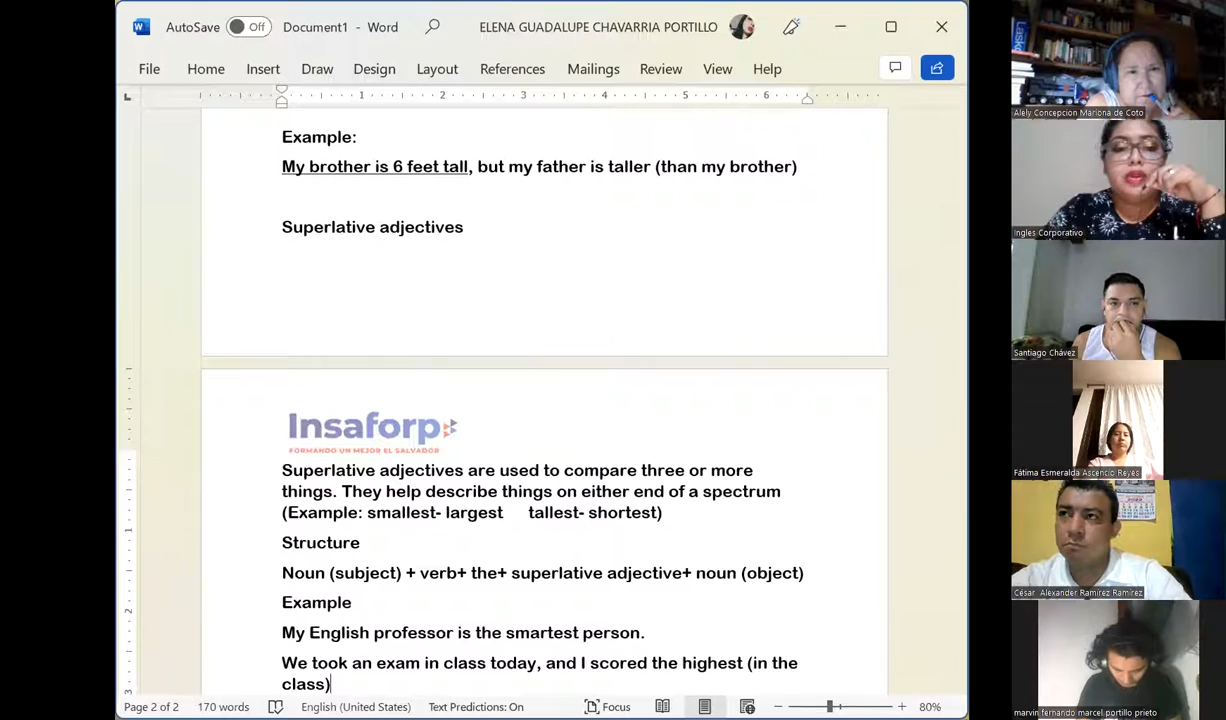 AutoSave Off Document1 - Word ELENA GUADALUPE CHAVARRIA PORTILLO
File Home Insert Draw Design Layout References Mailings Review View Help
1 2 3 4 5 6
Example:
My brother is 6 feet tall, but my father is taller (than my brother)
Superlative adjectives
Insaforp
FORMANDO UN MEJOR EL SALVADOR
Superlative adjectives are used to compare three or more
things. They help describe things on either end of a spectrum
(Example: smallest- largest tallest- shortest)
Structure
Noun (subject) + verb+ the+ superlative adjective+ noun (object)
Example
My English professor is the smartest person.
We took an exam in class today, and I scored the highest (in the
class)
Page 2 of 2 170 words English (United States) Text Predictions: On Focus 80%
Alely Concepcion Mariona de Coto
Ingles Corporativo
Santiago Chávez
Fátima Esmeralda Ascencio Reyes
César Alexander Ramírez Ramírez
marvin fernando marcel portillo prieto